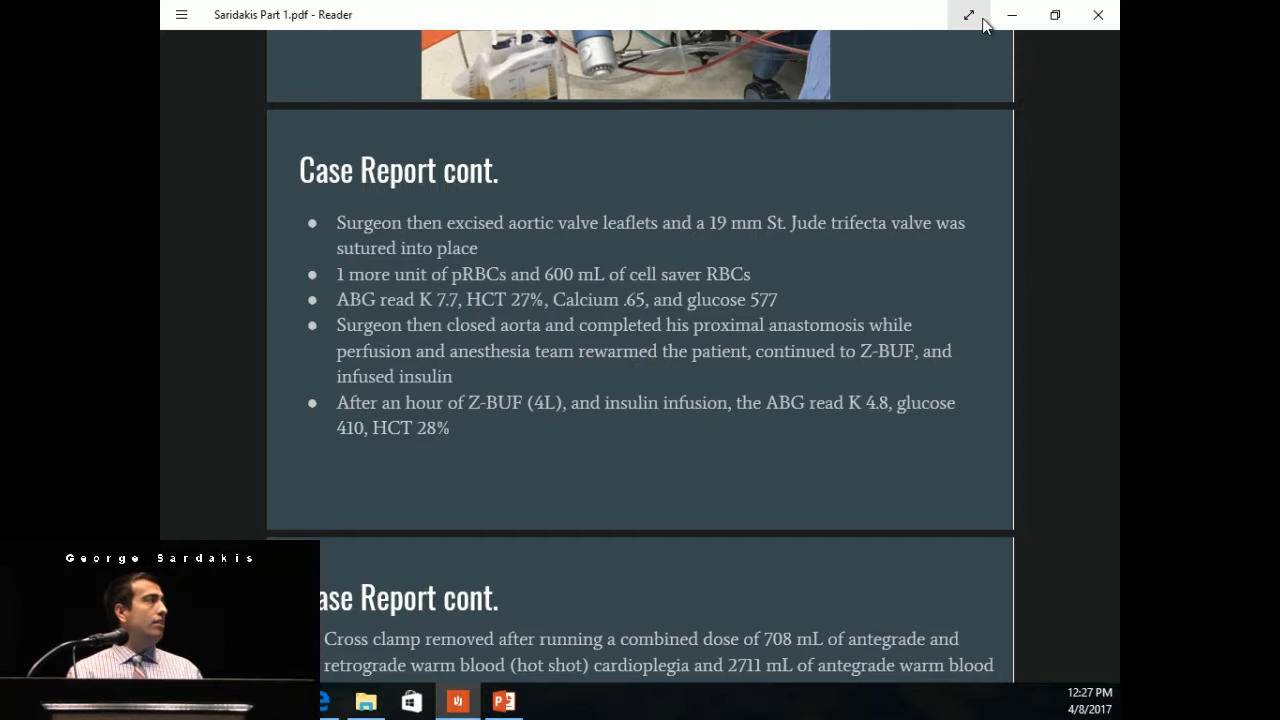 Saridakis Part 1.pdf - Reader
Case Report cont.
● Surgeon then excised aortic valve leaflets and a 19 mm St. Jude trifecta valve was
sutured into place
● 1 more unit of pRBCs and 600 mL of cell saver RBCs
● ABG read K 7.7, HCT 27%, Calcium .65, and glucose 577
● Surgeon then closed aorta and completed his proximal anastomosis while
perfusion and anesthesia team rewarmed the patient, continued to Z-BUF, and
infused insulin
● After an hour of Z-BUF (4L), and insulin infusion, the ABG read K 4.8, glucose
410, HCT 28%
George Sardakis
ase Report cont.
Cross clamp removed after running a combined dose of 708 mL of antegrade and
retrograde warm blood (hot shot) cardioplegia and 2711 mL of antegrade warm blood
12:27 PM
4/8/2017